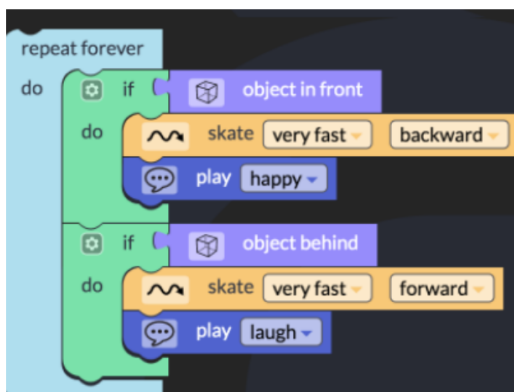 repeat forever
do if object in front
do skate very fast backward
play happy
if object behind
do skate very fast forward
play laugh